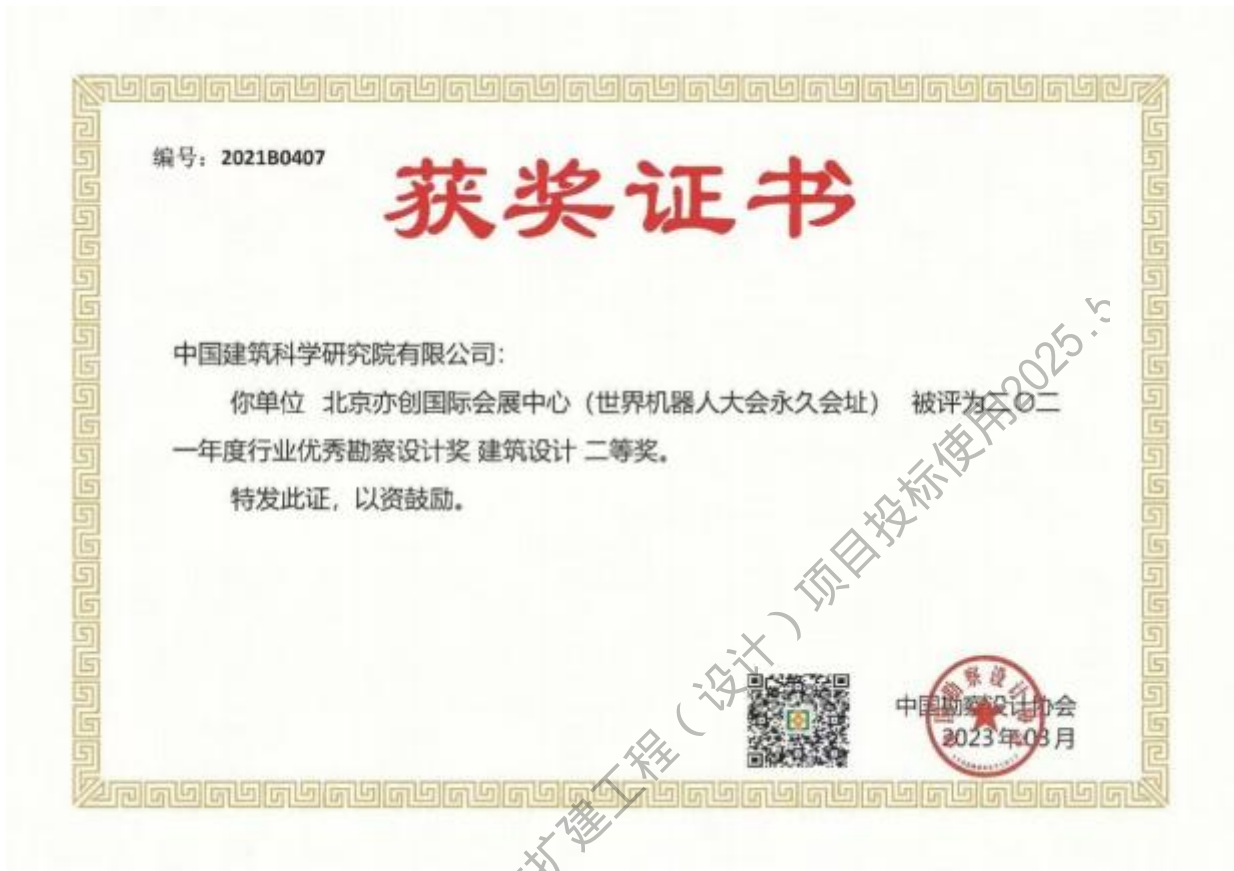 编号：2021B0407
获奖证书
中国建筑科学研究院有限公司：
你单位 北京亦创国际会展中心（世界机器人大会永久会址） 被评为二〇二
一年度行业优秀勘察设计奖 建筑设计 二等奖。
特发此证，以资鼓励。
中国勘察设计协会
2023年03月
扩建工程（设计）项目投标使用2025.5